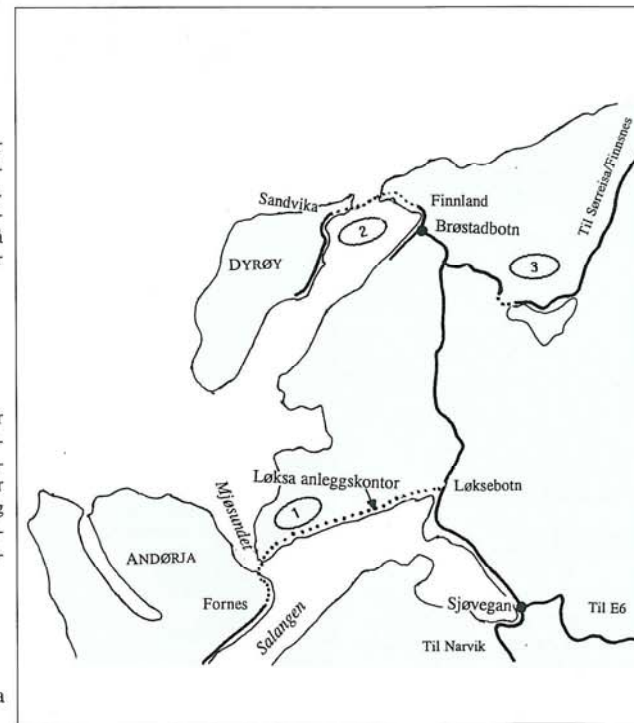 Til Sørreisa/Finnsnes
Sandvika
Finnland
2
Brøstadbotn
DYRØY
3
Løksa anleggskontor
Løksebotn
Mjøsundet
1
ANDØRJA
Fornes
Salangen
Sjøvegan
Til E6
Til Narvik